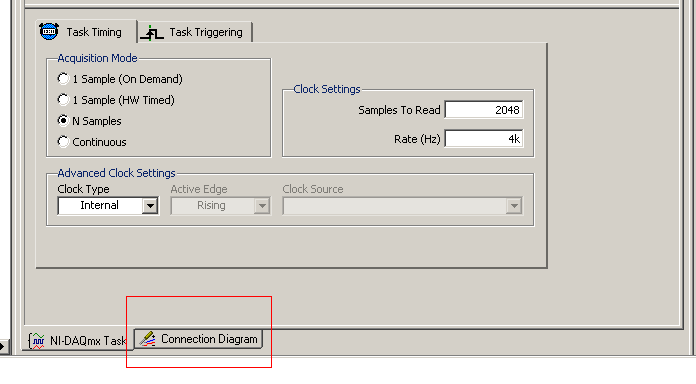 Task Timing
Task Triggering
Acquisition Mode
1 Sample (On Demand)
1 Sample (HW Timed)
N Samples
Continuous
Clock Settings
Samples To Read 2048
Rate (Hz) 4k
Advanced Clock Settings
Clock Type Active Edge Clock Source
Internal Rising
NI-DAQmx Task Connection Diagram